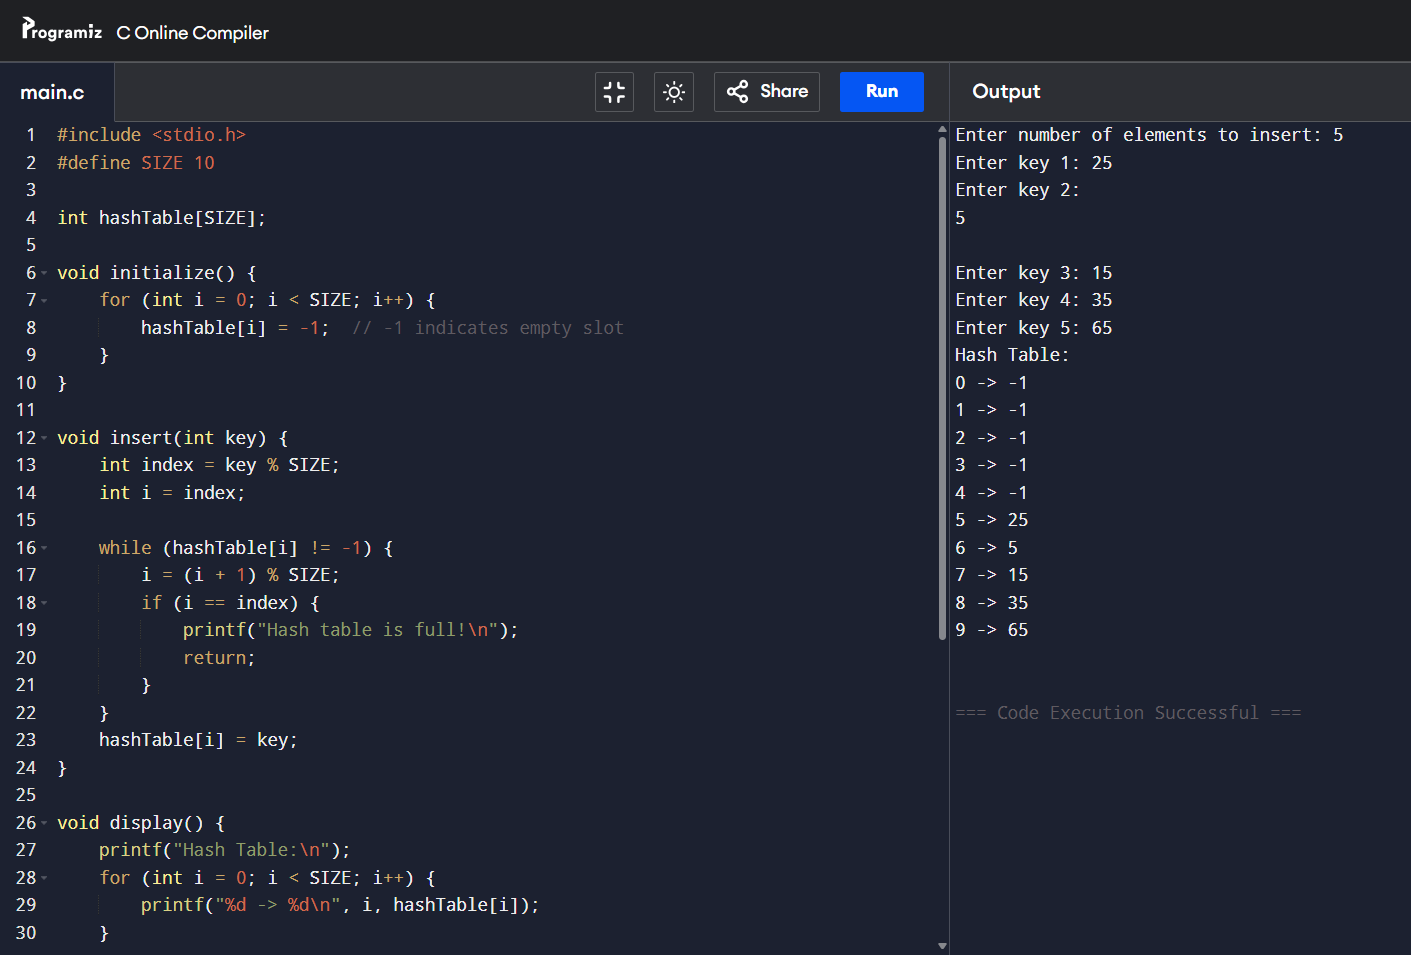 Programiz C Online Compiler
main.c
Share
Run
Output
1 #include <stdio.h>
2 #define SIZE 10
3
4 int hashTable[SIZE];
5
6 void initialize() {
7     for (int i = 0; i < SIZE; i++) {
8         hashTable[i] = -1;  // -1 indicates empty slot
9     }
10 }
11
12 void insert(int key) {
13     int index = key % SIZE;
14     int i = index;
15
16     while (hashTable[i] != -1) {
17         i = (i + 1) % SIZE;
18         if (i == index) {
19             printf("Hash table is full!\n");
20             return;
21         }
22     }
23     hashTable[i] = key;
24 }
25
26 void display() {
27     printf("Hash Table:\n");
28     for (int i = 0; i < SIZE; i++) {
29         printf("%d -> %d\n", i, hashTable[i]);
30     }
Enter number of elements to insert: 5
Enter key 1: 25
Enter key 2:
5
Enter key 3: 15
Enter key 4: 35
Enter key 5: 65
Hash Table:
0 -> -1
1 -> -1
2 -> -1
3 -> -1
4 -> -1
5 -> 25
6 -> 5
7 -> 15
8 -> 35
9 -> 65
=== Code Execution Successful ===